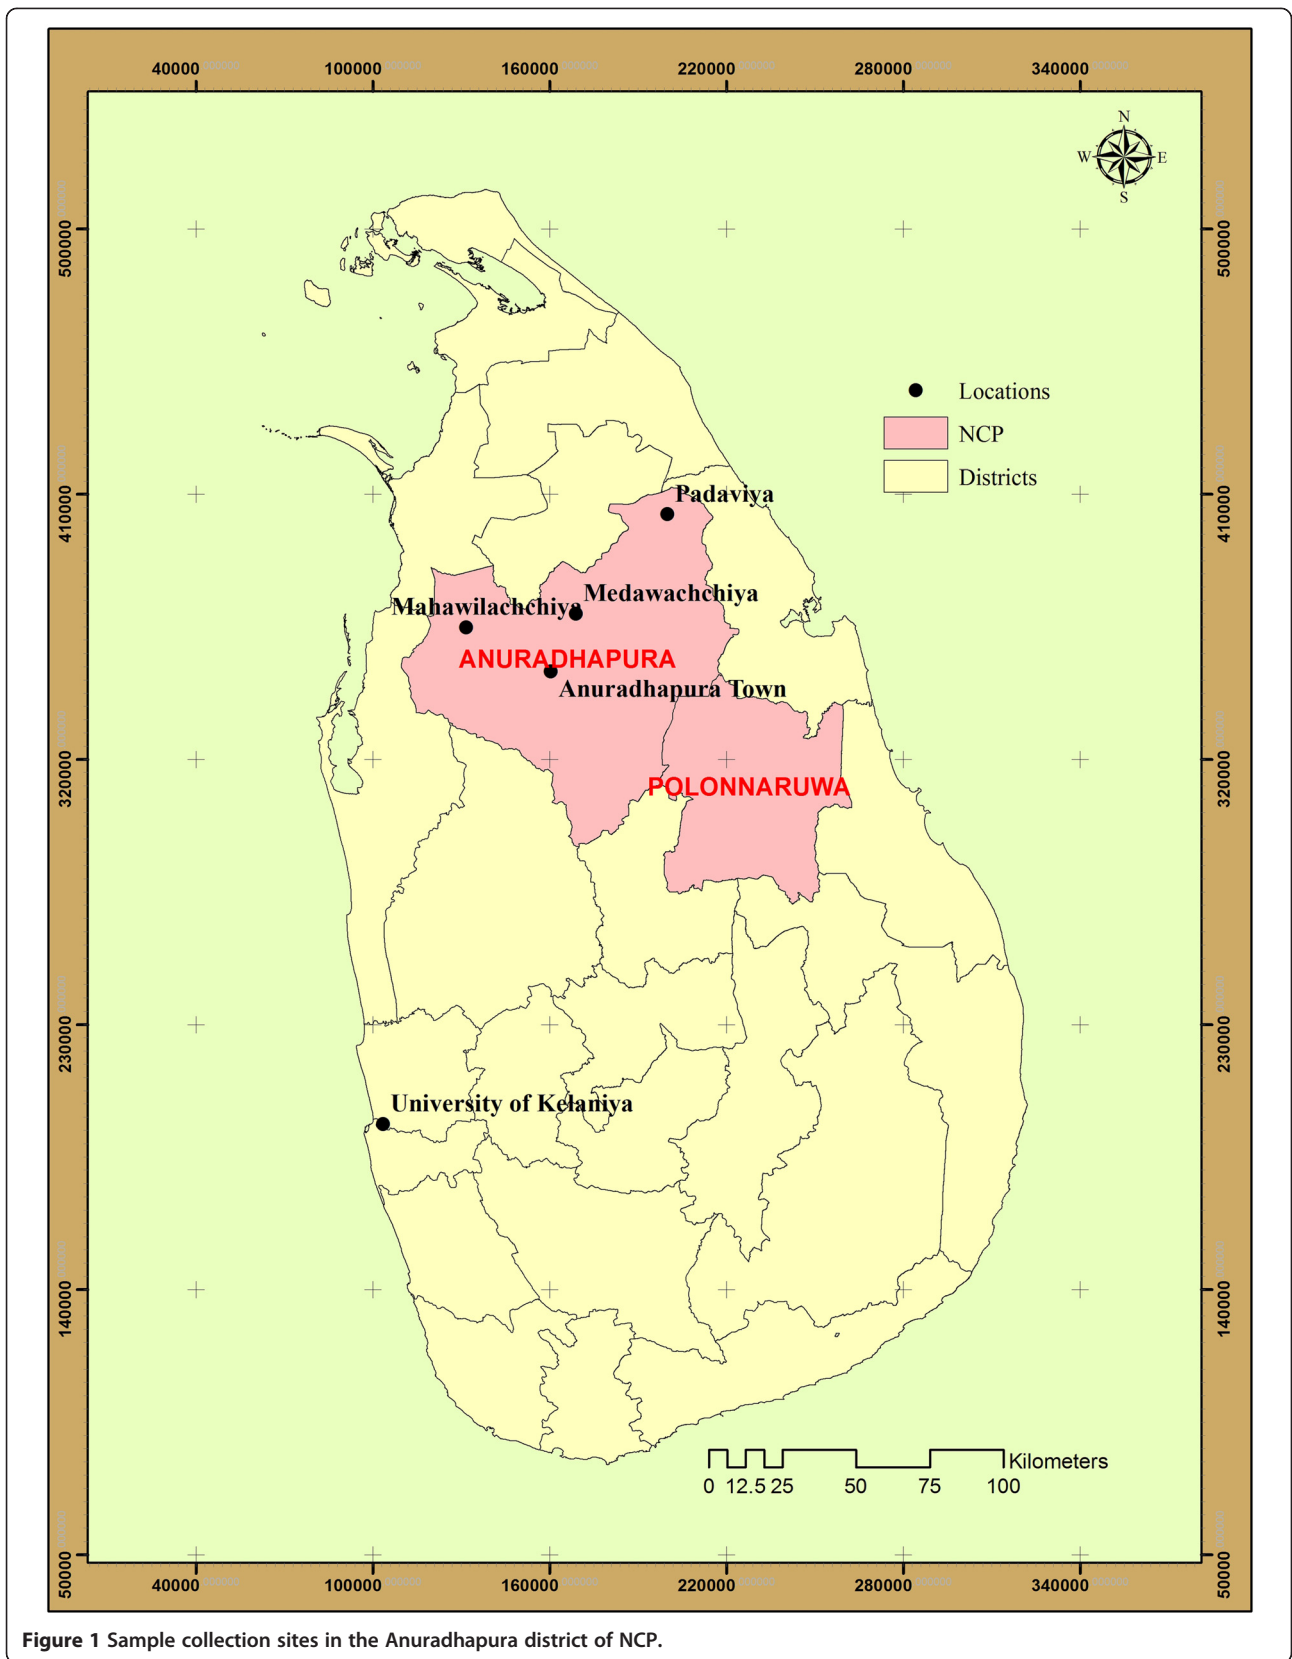 40000 100000 160000 220000 280000 340000
N
W E
S
500000 500000
Locations
NCP
Districts
410000 410000
Padaviya
Medawachchiya
Mahawilachchiya
ANURADHAPURA
Anuradhapura Town
320000 320000
POLONNARUWA
230000 230000
University of Kelaniya
140000 140000
Kilometers
0 12.5 25 50 75 100
50000 50000
40000 100000 160000 220000 280000 340000
Figure 1 Sample collection sites in the Anuradhapura district of NCP.